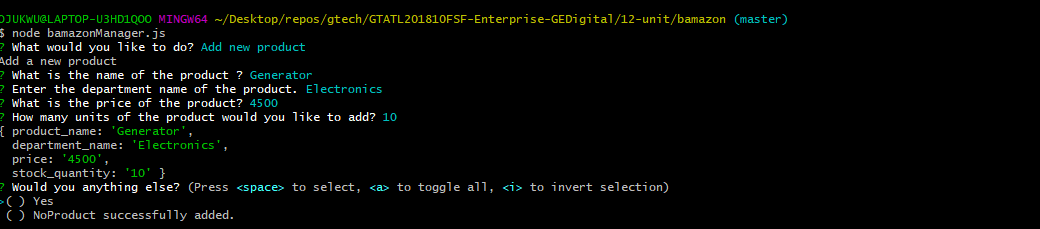 OJUKWU@LAPTOP-U3HD1QOO MINGW64 ~/Desktop/repos/gtech/GTATL201810FSF-Enterprise-GEDigital/12-unit/bamazon (master)
$ node bamazonManager.js
? What would you like to do? Add new product
Add a new product
? What is the name of the product ? Generator
? Enter the department name of the product. Electronics
? What is the price of the product? 4500
? How many units of the product would you like to add? 10
{ product_name: 'Generator',
  department_name: 'Electronics',
  price: '4500',
  stock_quantity: '10' }
? Would you anything else? (Press <space> to select, <a> to toggle all, <i> to invert selection)
>( ) Yes
 ( ) NoProduct successfully added.